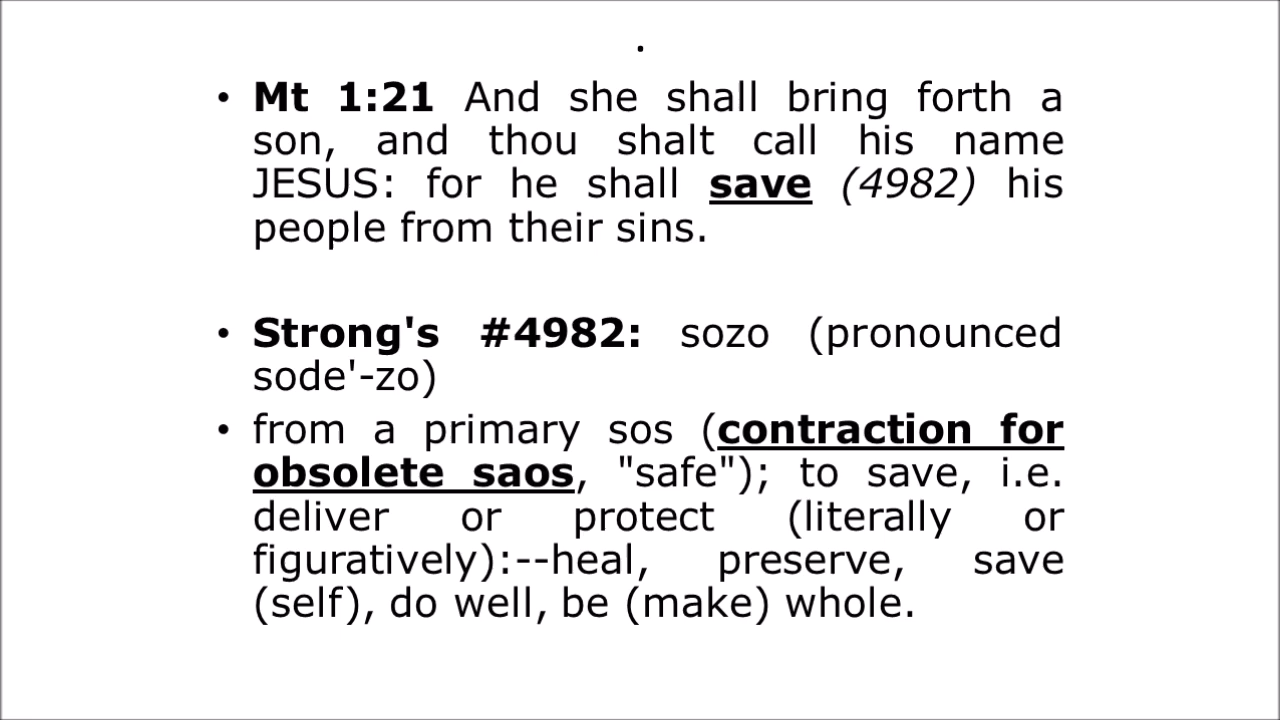 .
• Mt 1:21 And she shall bring forth a
son, and thou shalt call his name
JESUS: for he shall save (4982) his
people from their sins.
• Strong's #4982: sozo (pronounced
sode'-zo)
• from a primary sos (contraction for
obsolete saos, "safe"); to save, i.e.
deliver or protect (literally or
figuratively):--heal, preserve, save
(self), do well, be (make) whole.